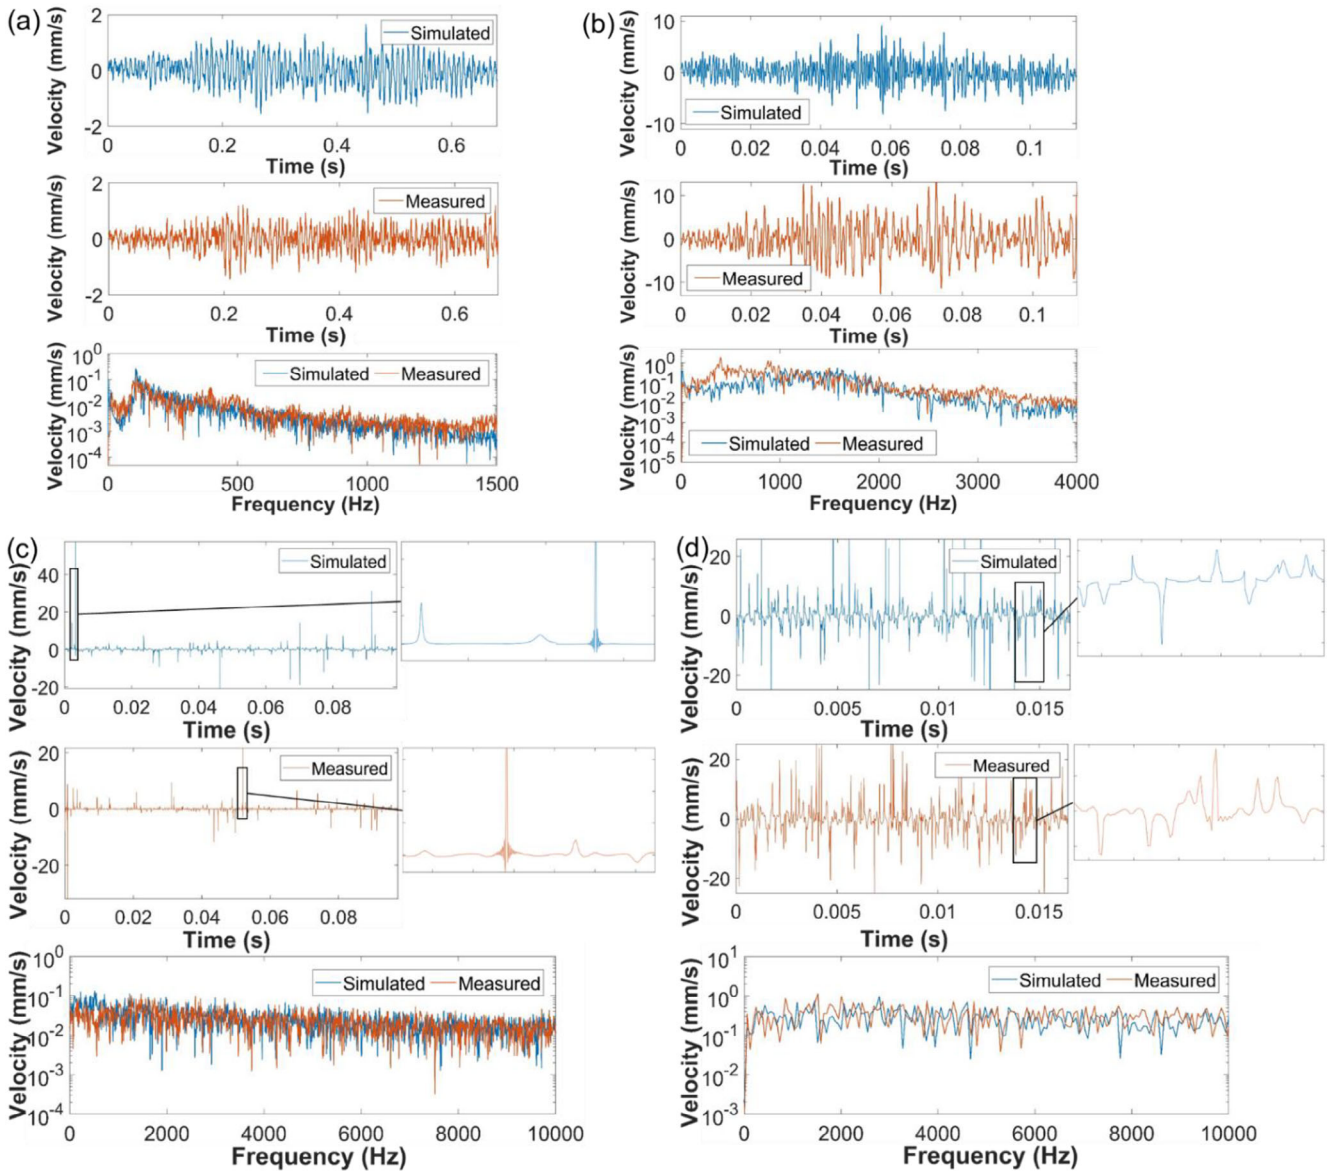 (a)
Velocity (mm/s)
2
0
-2
Simulated
0 0.2 0.4 0.6
Time (s)
Velocity (mm/s)
2
0
-2
Measured
0 0.2 0.4 0.6
Time (s)
Velocity (mm/s)
10^0
10^-1
10^-2
10^-3
10^-4
Simulated Measured
0 500 1000 1500
Frequency (Hz)
(b)
Velocity (mm/s)
10
0
-10
Simulated
0 0.02 0.04 0.06 0.08 0.1
Time (s)
Velocity (mm/s)
10
0
-10
Measured
0 0.02 0.04 0.06 0.08 0.1
Time (s)
Velocity (mm/s)
10^0
10^-1
10^-2
10^-3
10^-4
10^-5
Simulated Measured
0 1000 2000 3000 4000
Frequency (Hz)
(c)
Velocity (mm/s)
40
20
0
-20
Simulated
0 0.02 0.04 0.06 0.08
Time (s)
Velocity (mm/s)
20
0
-20
Measured
0 0.02 0.04 0.06 0.08
Time (s)
Velocity (mm/s)
10^0
10^-1
10^-2
10^-3
10^-4
Simulated Measured
0 2000 4000 6000 8000 10000
Frequency (Hz)
(d)
Velocity (mm/s)
20
0
-20
Simulated
0 0.005 0.01 0.015
Time (s)
Velocity (mm/s)
20
0
-20
Measured
0 0.005 0.01 0.015
Time (s)
Velocity (mm/s)
10^1
10^0
10^-1
10^-2
10^-3
Simulated Measured
0 2000 4000 6000 8000 10000
Frequency (Hz)